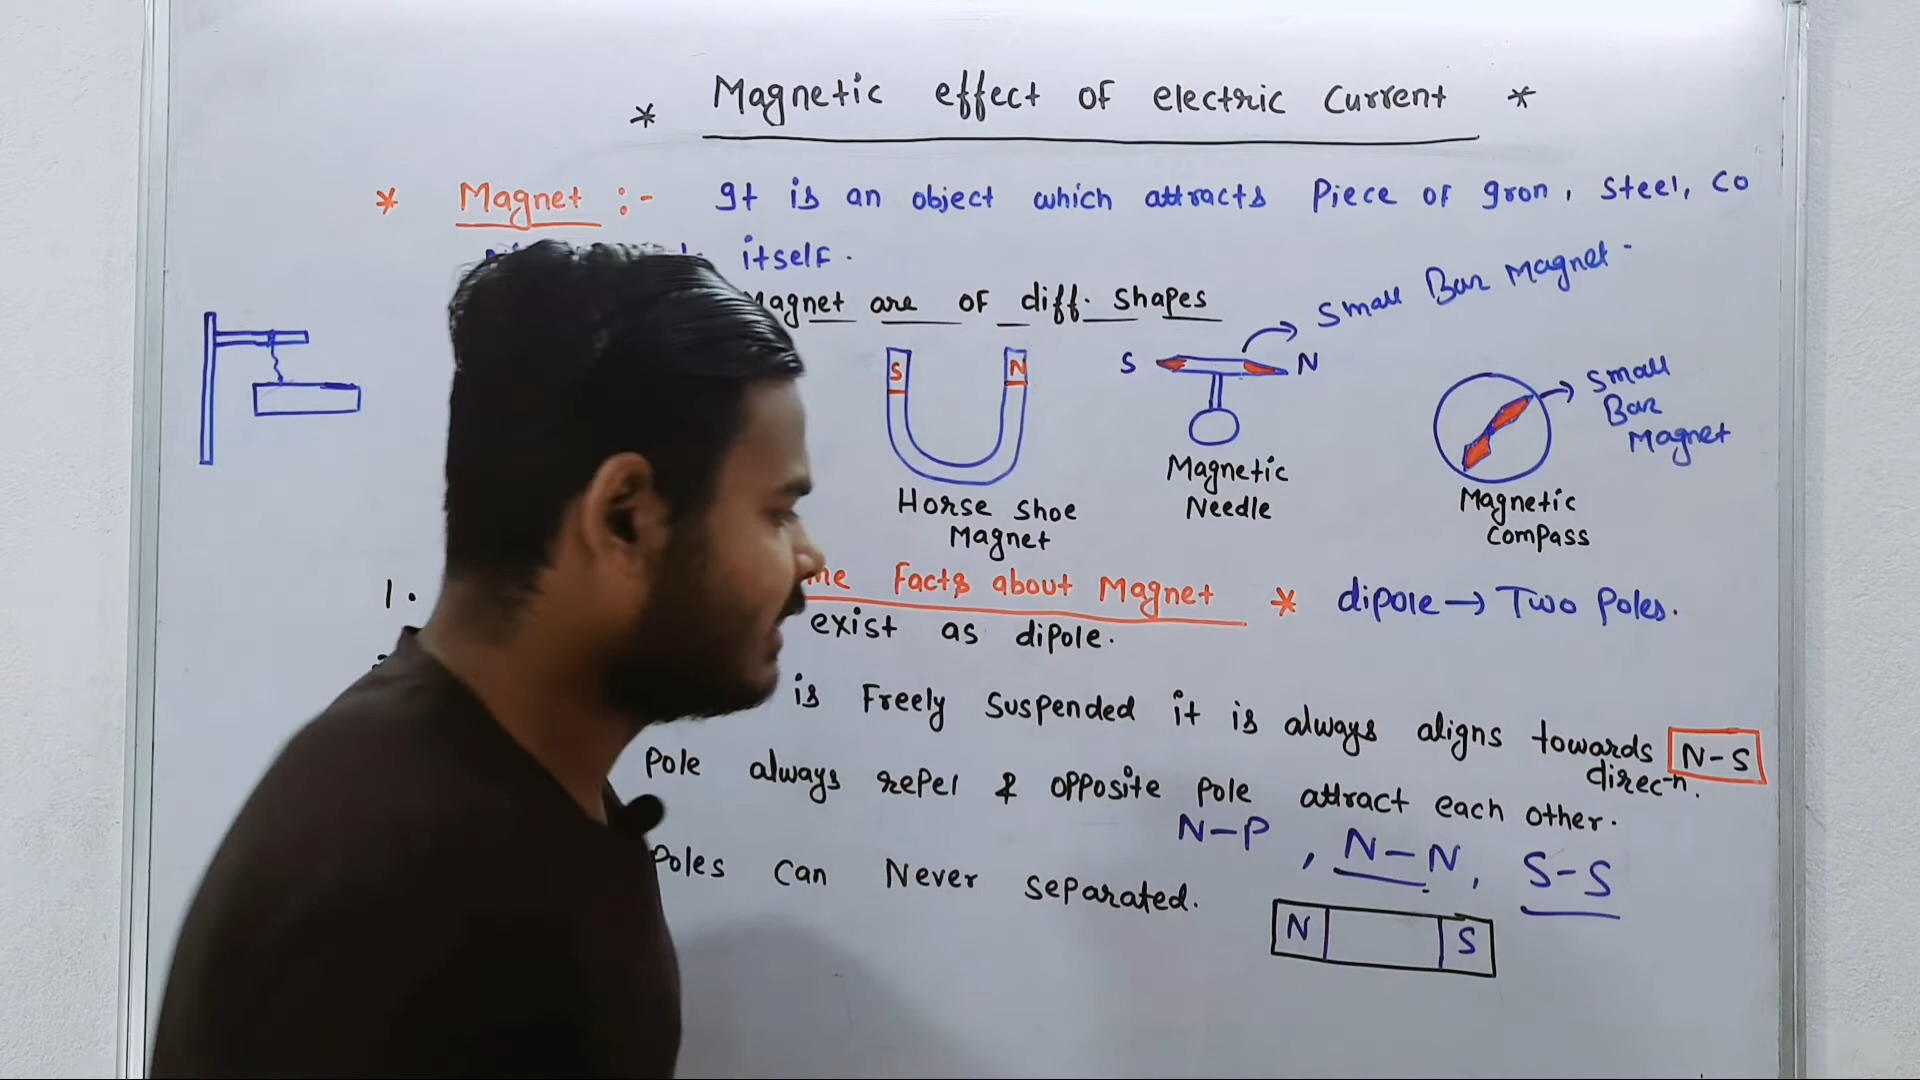 * Magnetic effect of electric current *
* Magnet :- It is an object which attracts Piece of Iron, Steel, Co
itself.
Magnet are of diff. shapes
Small Bar Magnet.
S N
S N
Small
Bar
Magnet
Horse shoe
Magnet
Magnetic
Needle
Magnetic
Compass
1.
Facts about Magnet * dipole → Two Poles.
exist as dipole.
is Freely Suspended it is always aligns towards N-S
direcⁿ.
Pole always repel & opposite pole attract each other.
N-P , N-N, S-S
Poles Can Never separated.
N S